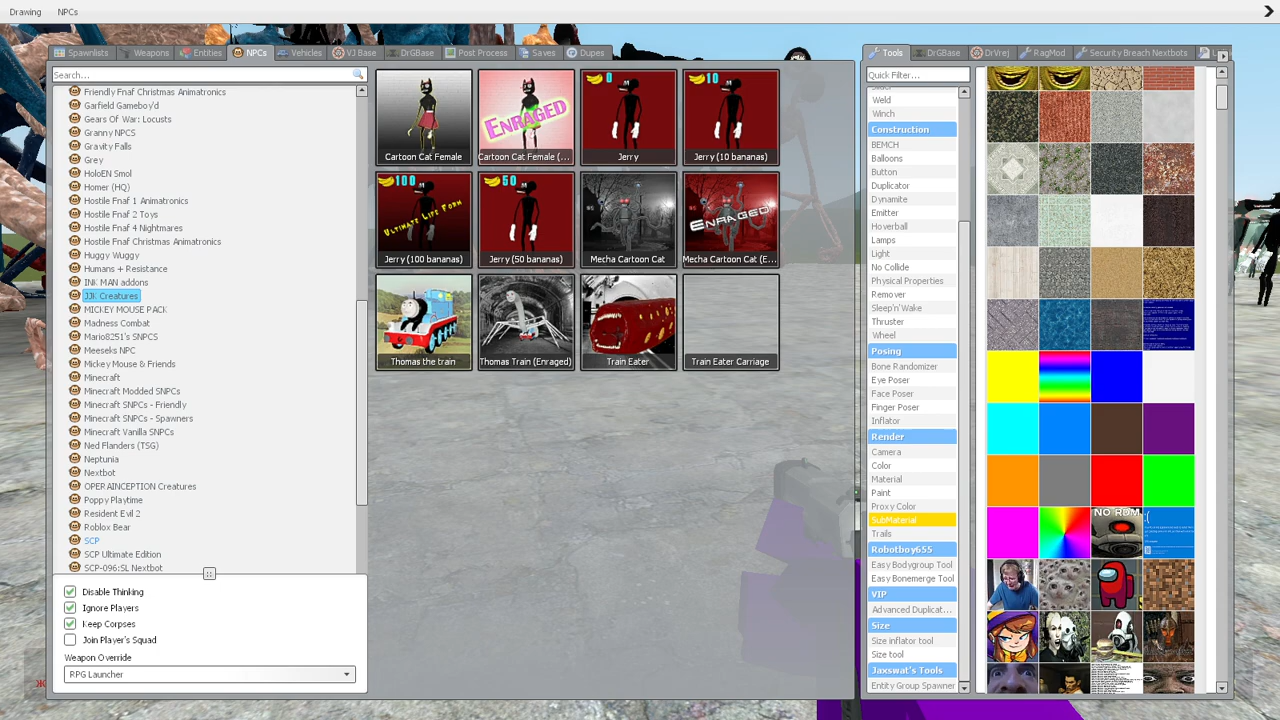 Drawing NPCs
Spawnlists Weapons Entities NPCs Vehicles VJ Base DrGBase Post Process Saves Dupes
Tools DrGBase DrVrej RagMod Security Breach Nextbots
Search...
Quick Filter...
Friendly Fnaf Christmas Animatronics
Garfield Gameboy'd
Gears Of War: Locusts
Granny NPCS
Gravity Falls
Grey
HoloEN Smol
Homer (HQ)
Hostile Fnaf 1 Animatronics
Hostile Fnaf 2 Toys
Hostile Fnaf 4 Nightmares
Hostile Fnaf Christmas Animatronics
Huggy Wuggy
Humans + Resistance
INK MAN addons
JJK Creatures
MICKEY MOUSE PACK
Madness Combat
Mario8251's SNPCS
Meeseks NPC
Mickey Mouse & Friends
Minecraft
Minecraft Modded SNPCs
Minecraft SNPCs - Friendly
Minecraft SNPCs - Spawners
Minecraft Vanilla SNPCs
Ned Flanders (TSG)
Neptunia
Nextbot
OPERAINCEPTION Creatures
Poppy Playtime
Resident Evil 2
Roblox Bear
SCP
SCP Ultimate Edition
SCP-096:SL Nextbot
Disable Thinking
Ignore Players
Keep Corpses
Join Player's Squad
Weapon Override
RPG Launcher
Cartoon Cat Female
ENRAGED
Cartoon Cat Female (...
0
Jerry
10
Jerry (10 bananas)
100
ULTIMATE LIFE FORM
Jerry (100 bananas)
50
Jerry (50 bananas)
Mecha Cartoon Cat
ENRAGED
Mecha Cartoon Cat (E...
Thomas the train
Thomas Train (Enraged)
Train Eater
Train Eater Carriage
Weld
Winch
Construction
BEMCH
Balloons
Button
Duplicator
Dynamite
Emitter
Hoverball
Lamps
Light
No Collide
Physical Properties
Remover
Sleep'n'Wake
Thruster
Wheel
Posing
Bone Randomizer
Eye Poser
Face Poser
Finger Poser
Inflator
Render
Camera
Color
Material
Paint
Proxy Color
SubMaterial
Trails
Robotboy655
Easy Bodygroup Tool
Easy Bonemerge Tool
VIP
Advanced Duplicat...
Size
Size inflator tool
Size tool
Jaxswat's Tools
Entity Group Spawner
NO RDM
:(